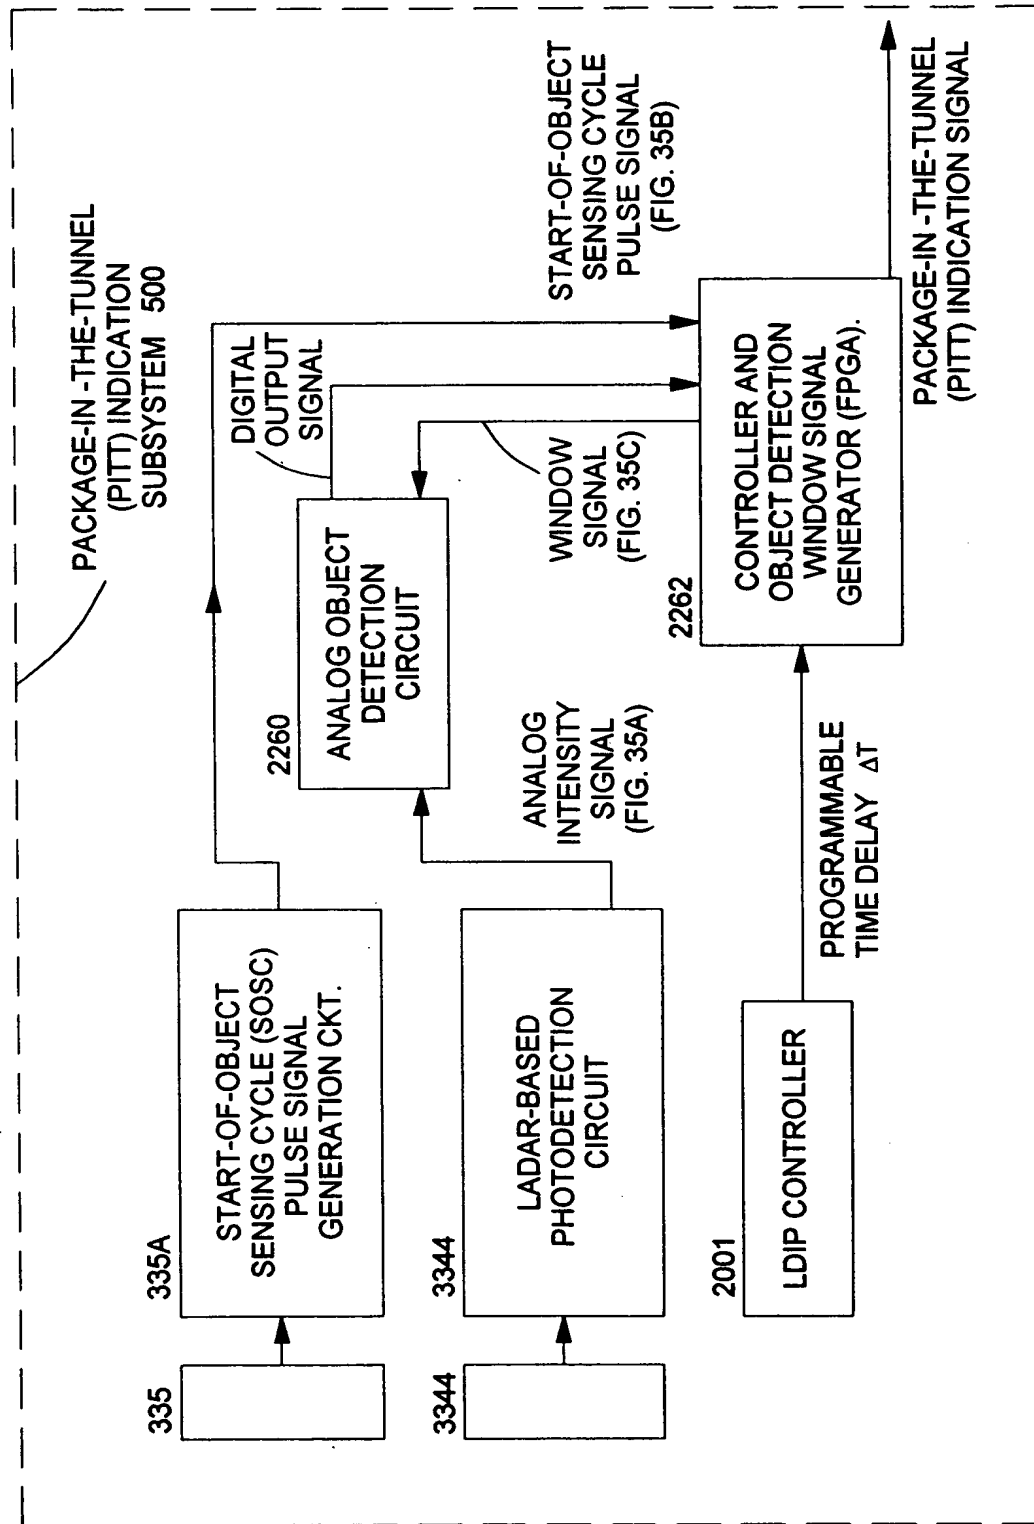 PACKAGE-IN -THE-TUNNEL
(PITT) INDICATION
SUBSYSTEM 500
335
335A
START-OF-OBJECT
SENSING CYCLE (SOSC)
PULSE SIGNAL
GENERATION CKT.
DIGITAL
OUTPUT
SIGNAL
START-OF-OBJECT
SENSING CYCLE
PULSE SIGNAL
(FIG. 35B)
2260
ANALOG OBJECT
DETECTION
CIRCUIT
WINDOW
SIGNAL
(FIG. 35C)
3344
3344
LADAR-BASED
PHOTODETECTION
CIRCUIT
ANALOG
INTENSITY
SIGNAL
(FIG. 35A)
2262
CONTROLLER AND
OBJECT DETECTION
WINDOW SIGNAL
GENERATOR (FPGA).
2001
LDIP CONTROLLER
PROGRAMMABLE
TIME DELAY ΔT
PACKAGE-IN -THE-TUNNEL
(PITT) INDICATION SIGNAL